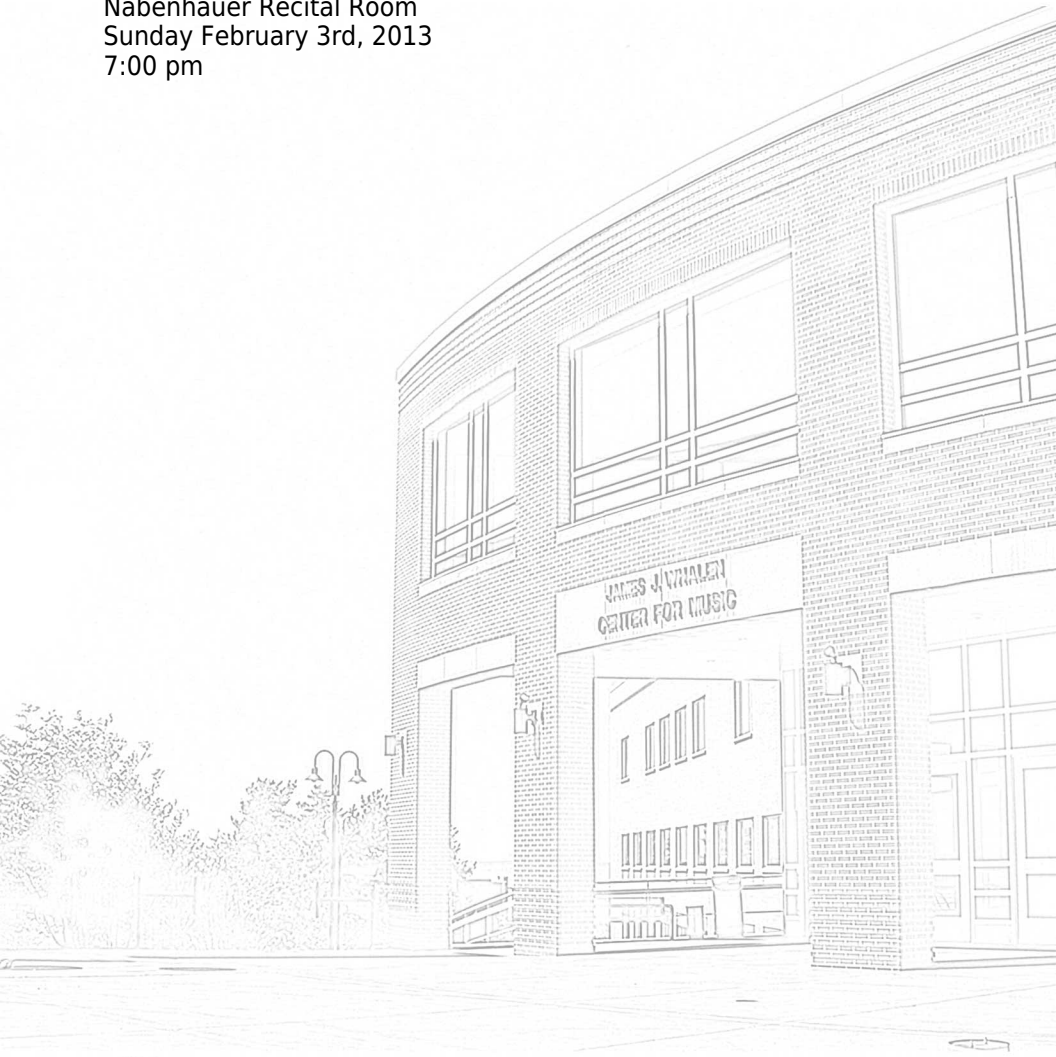 Nabenhauer Recital Room
Sunday February 3rd, 2013
7:00 pm
JAMES J. WHALEN
CENTER FOR MUSIC